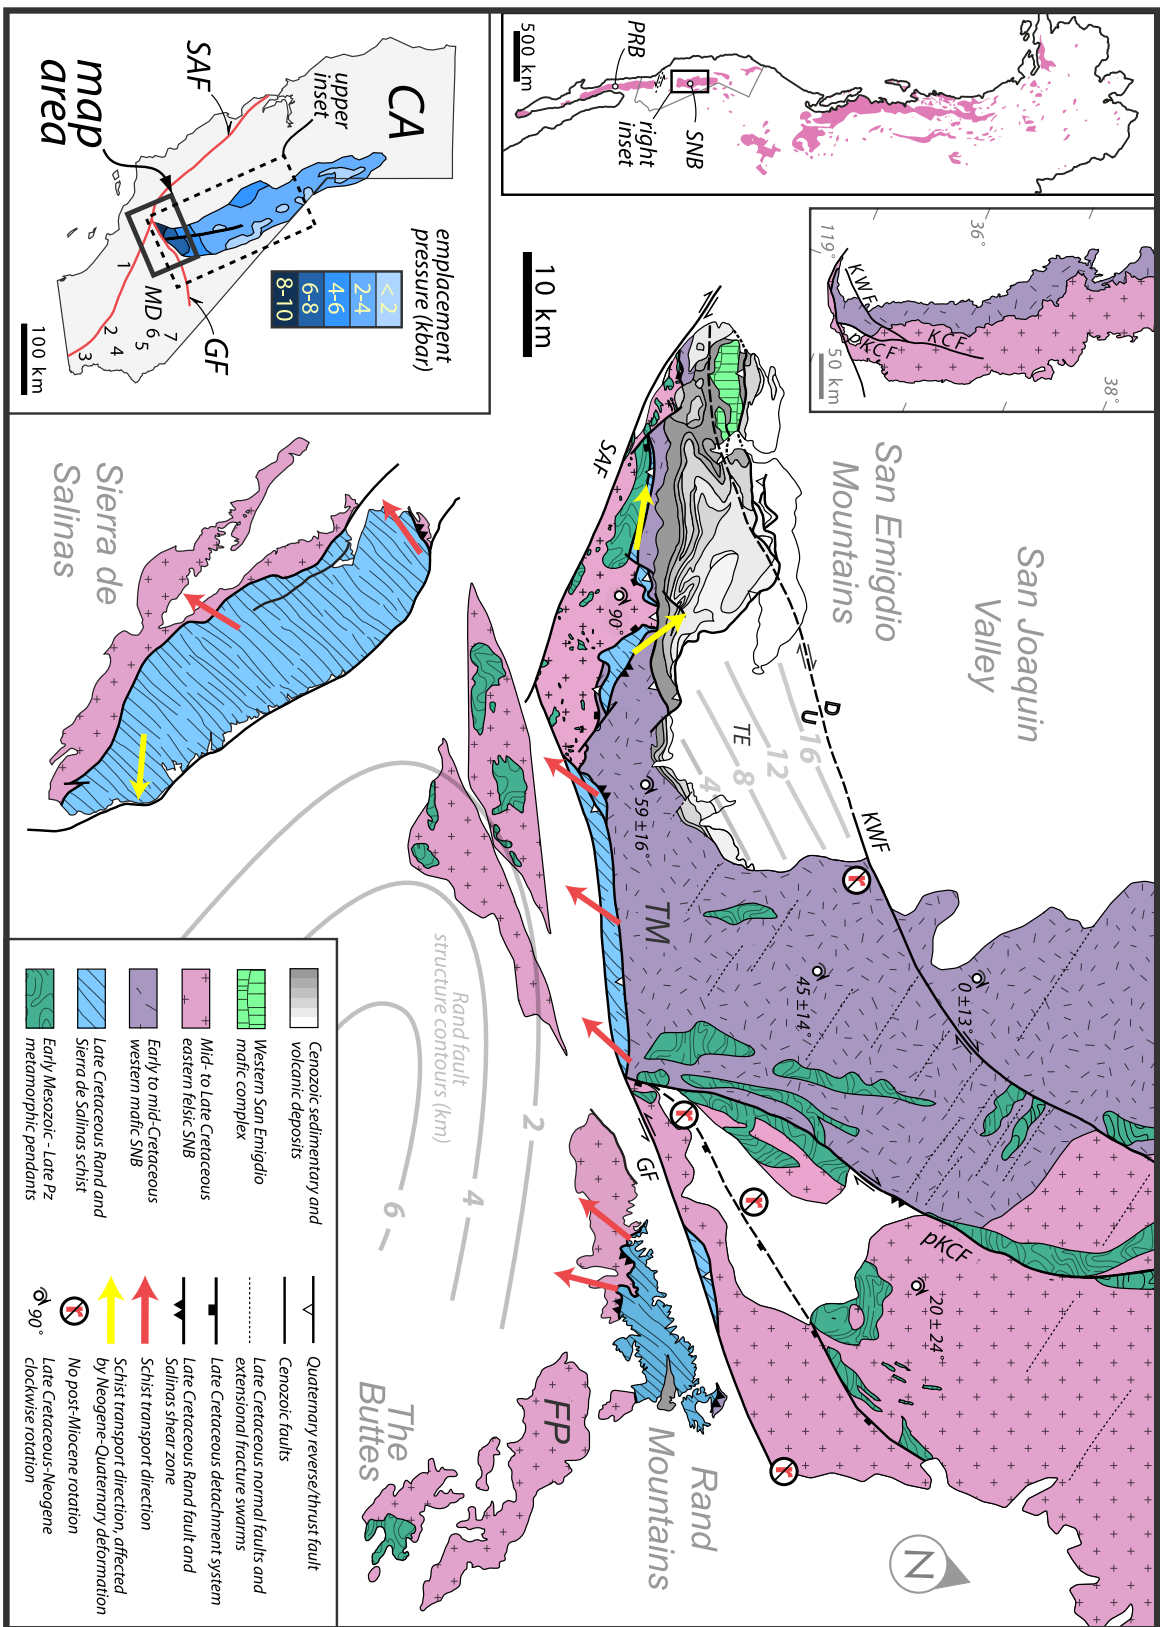 CA
SAF
map
area
upper
inset
MD
GF
1
2
3
4
5
6
7
100 km
emplacement
pressure (kbar)
< 2
2-4
4-6
6-8
8-10
500 km
PRB
SNB
right
inset
119°
36°
38°
KWF
KCF
pKCF
50 km
10 km
San Emigdio
Mountains
San Joaquin
Valley
Sierra de
Salinas
SAF
90°
D
U
16
12
8
4
TE
KWF
59 ± 16°
TM
45 ± 14°
0 ± 13°
pKCF
20 ± 24°
GF
Rand fault
structure contours (km)
2
4
6
FP
Rand
Mountains
The
Buttes
N
r
r
r
r
Cenozoic sedimentary and
volcanic deposits
Western San Emigdio
mafic complex
Mid- to Late Cretaceous
eastern felsic SNB
Early to mid-Cretaceous
western mafic SNB
Late Cretaceous Rand and
Sierra de Salinas schist
Early Mesozoic - Late Pz
metamorphic pendants
Quaternary reverse/thrust fault
Cenozoic faults
Late Cretaceous normal faults and
extensional fracture swarms
Late Cretaceous detachment system
Late Cretaceous Rand fault and
Salinas shear zone
Schist transport direction
Schist transport direction, affected
by Neogene-Quaternary deformation
r
No post-Miocene rotation
90°
Late Cretaceous-Neogene
clockwise rotation